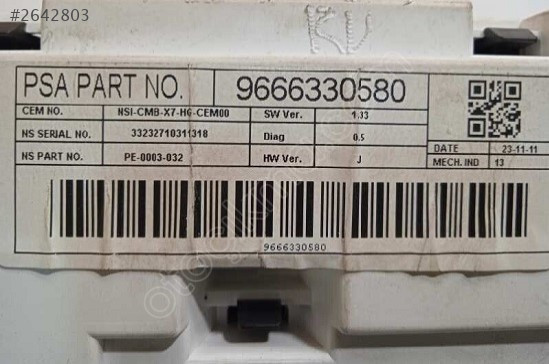 #2642803
RV
PSA PART NO. 9666330580
CEM NO. NSI-CMB-X7-HG-CEM00 SW Ver. 1.33
NS SERIAL NO. 33232710311318 Diag 0.5
NS PART NO. PE-0003-032 HW Ver. J
DATE 23-11-11
MECH. IND 13
9666330580